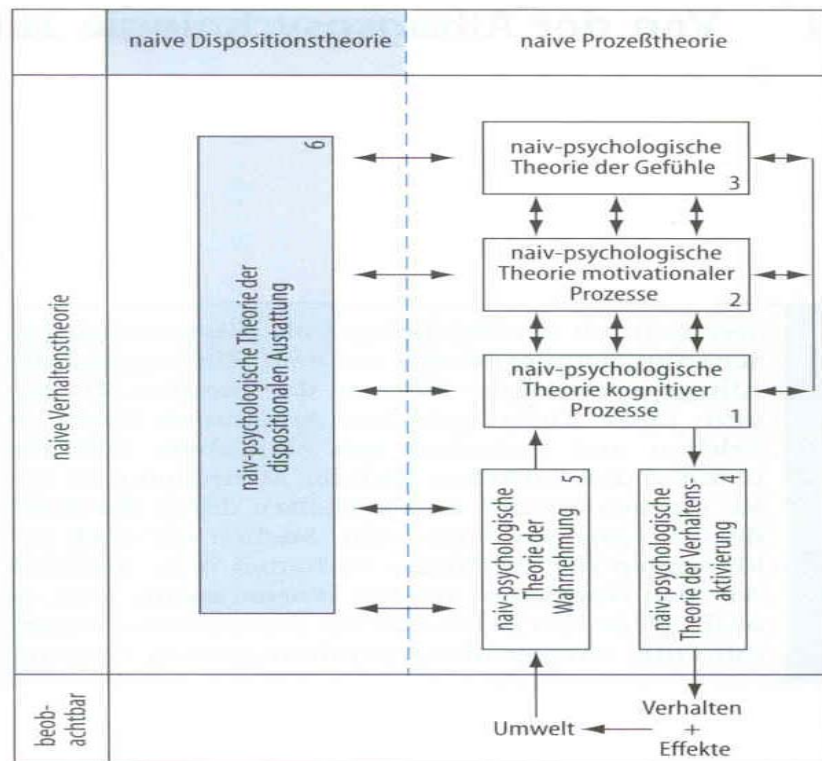 naive Dispositionstheorie
naive Prozeßtheorie
naive Verhaltenstheorie
naiv-psychologische Theorie der
dispositionalen Austattung
6
naiv-psychologische
Theorie der Gefühle
3
naiv-psychologische
Theorie motivationaler
Prozesse
2
naiv-psychologische
Theorie kognitiver
Prozesse
1
naiv-psychologische
Theorie der
Wahrnehmung
5
naiv-psychologische
Theorie der Verhaltens-
aktivierung
4
beob-
achtbar
Umwelt
Verhalten
+
Effekte